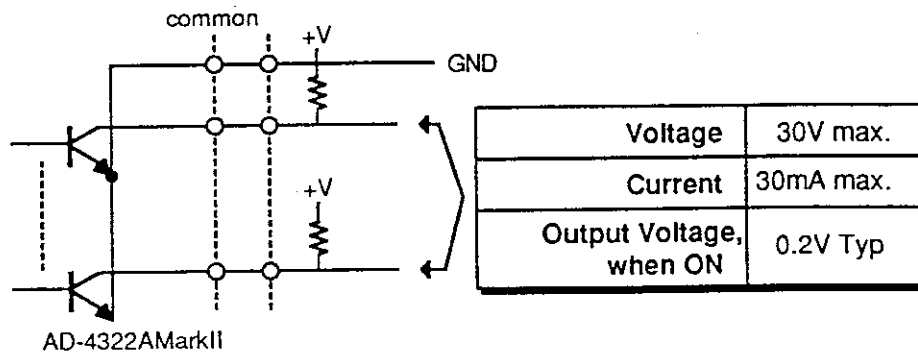 common
+V
GND
+V
AD-4322AMarkII
Voltage 30V max.
Current 30mA max.
Output Voltage,
when ON 0.2V Typ